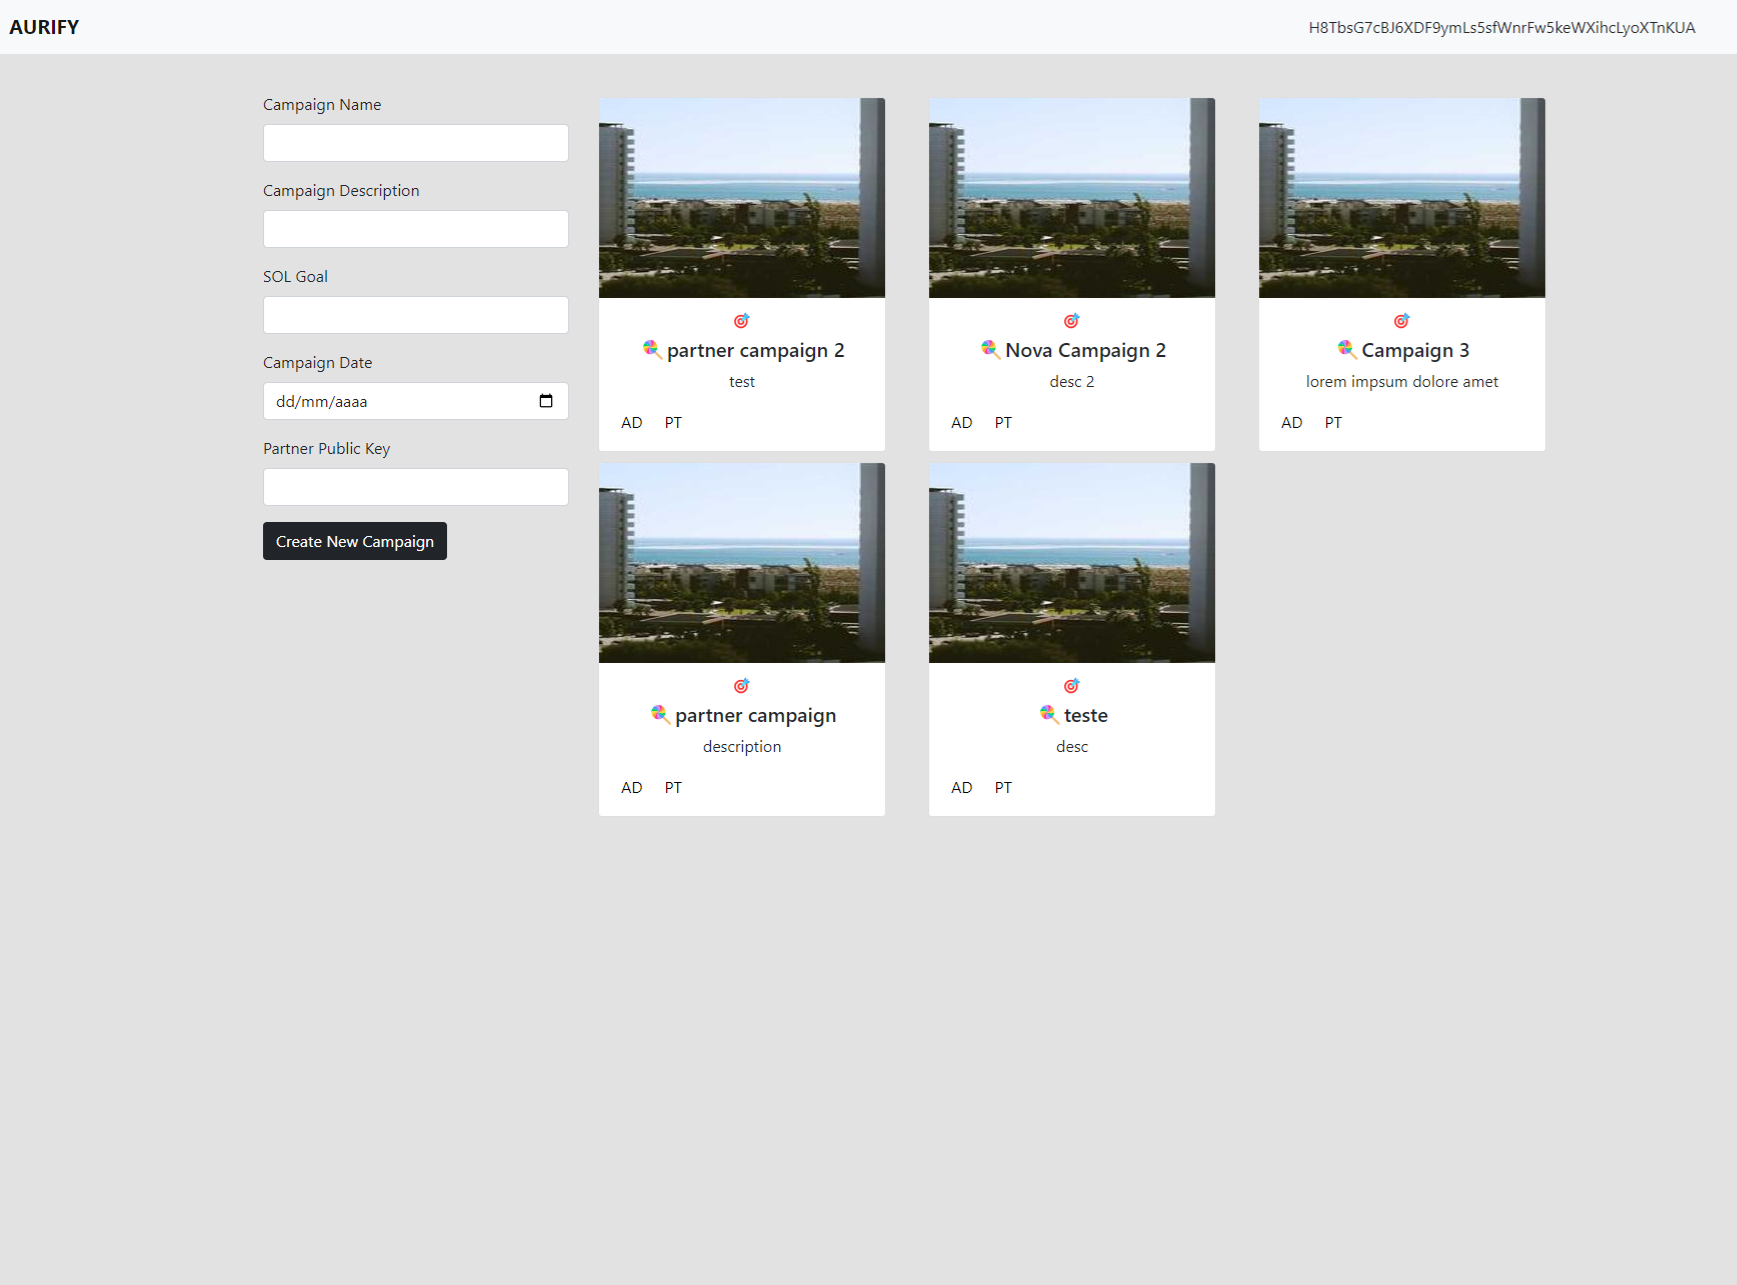 AURIFY
H8TbsG7cBJ6XDF9ymLs5sfWnrFw5keWXihcLyoXTnKUA
Campaign Name
Campaign Description
SOL Goal
Campaign Date
dd/mm/aaaa
Partner Public Key
Create New Campaign
partner campaign 2
test
AD PT
Nova Campaign 2
desc 2
AD PT
Campaign 3
lorem impsum dolore amet
AD PT
partner campaign
description
AD PT
teste
desc
AD PT